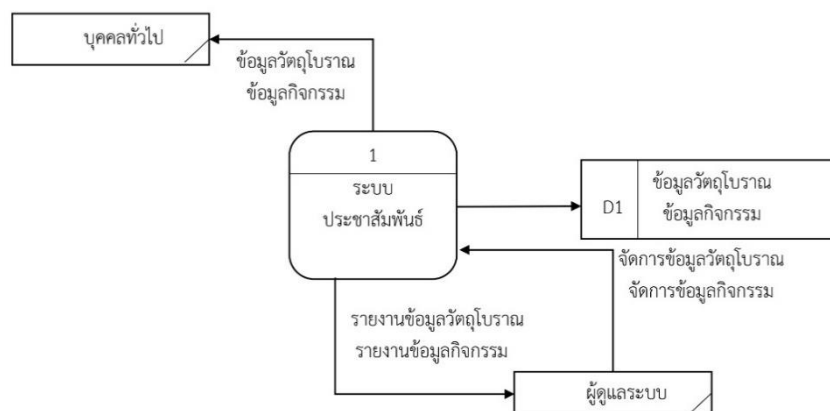 บุคคลทั่วไป
ข้อมูลวัตถุโบราณ
ข้อมูลกิจกรรม
1
ระบบ
ประชาสัมพันธ์
D1
ข้อมูลวัตถุโบราณ
ข้อมูลกิจกรรม
จัดการข้อมูลวัตถุโบราณ
จัดการข้อมูลกิจกรรม
รายงานข้อมูลวัตถุโบราณ
รายงานข้อมูลกิจกรรม
ผู้ดูแลระบบ